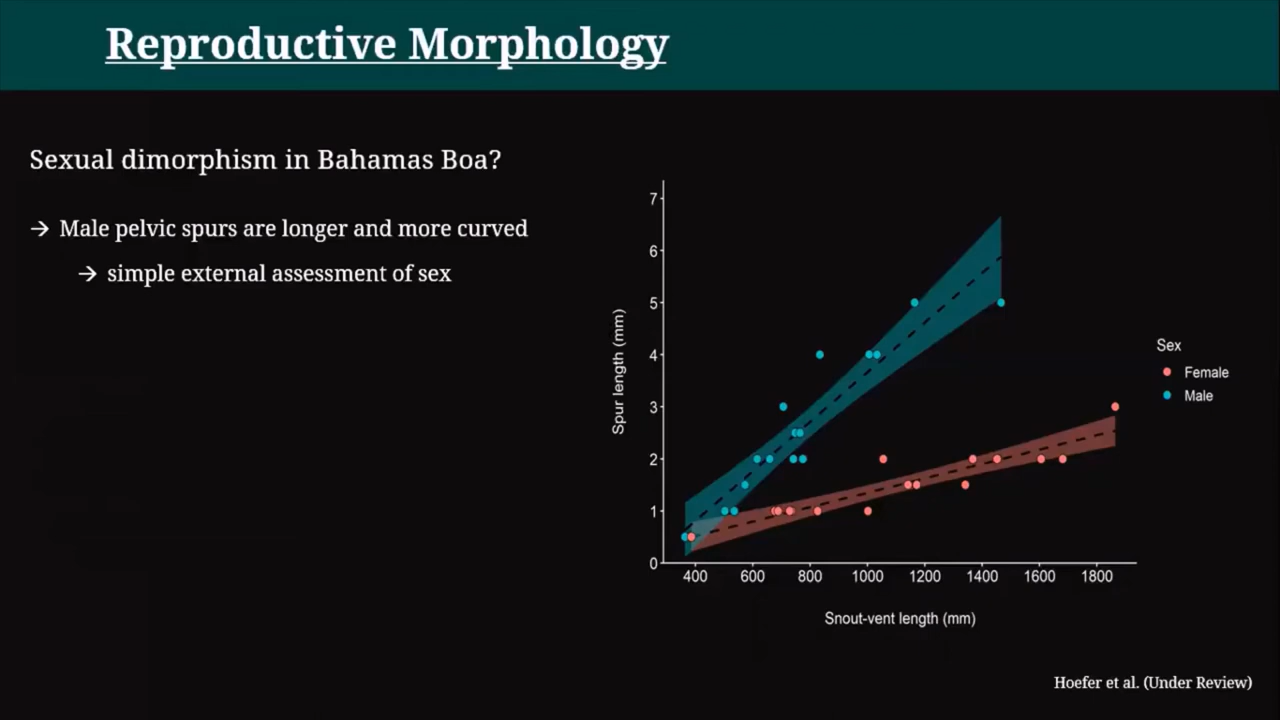 Reproductive Morphology
Sexual dimorphism in Bahamas Boa?
→ Male pelvic spurs are longer and more curved
→ simple external assessment of sex
7
6
5
4
3
2
1
0
Spur length (mm)
400 600 800 1000 1200 1400 1600 1800
Snout-vent length (mm)
Sex
Female
Male
Hoefer et al. (Under Review)